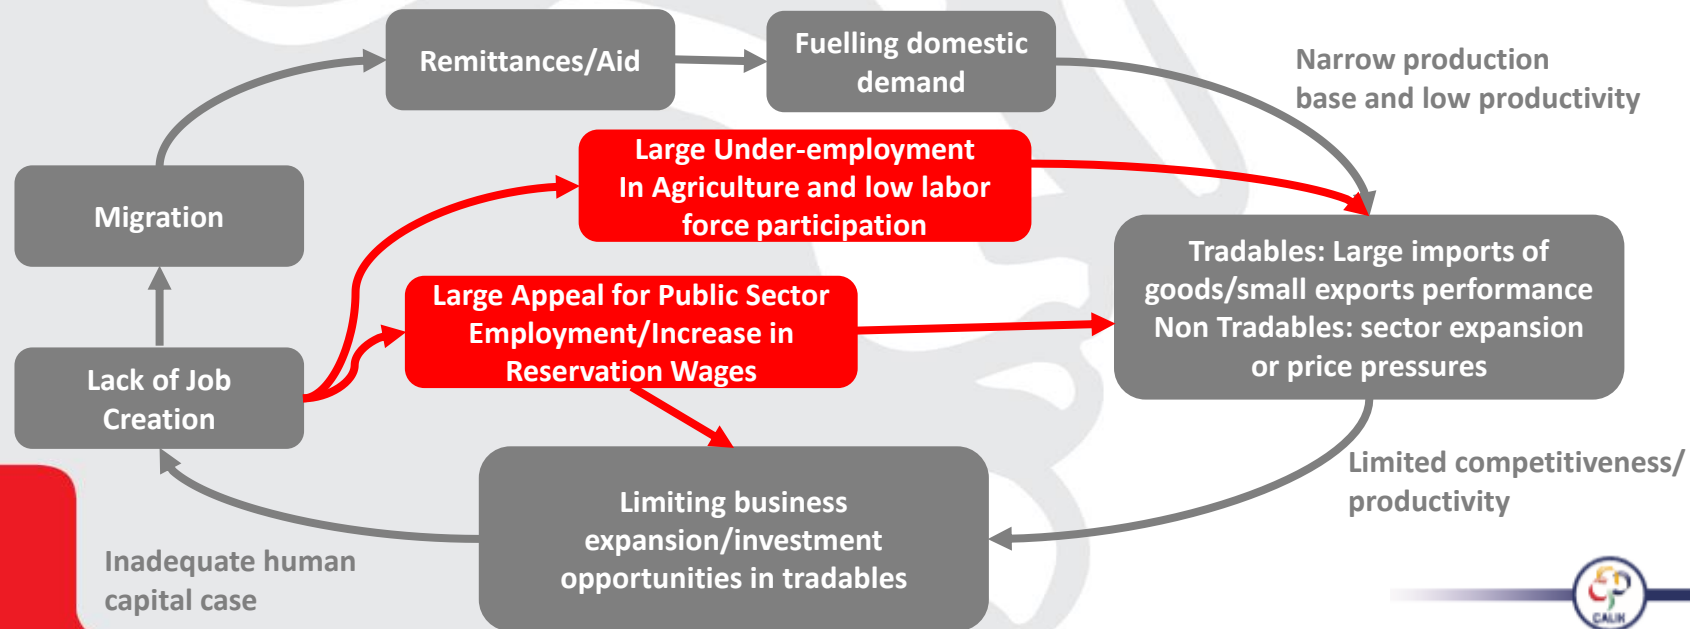 Remittances/Aid
Fuelling domestic
demand
Narrow production
base and low productivity
Large Under-employment
In Agriculture and low labor
force participation
Migration
Tradables: Large imports of
goods/small exports performance
Non Tradables: sector expansion
or price pressures
Large Appeal for Public Sector
Employment/Increase in
Reservation Wages
Lack of Job
Creation
Limited competitiveness/
productivity
Limiting business
expansion/investment
opportunities in tradables
Inadequate human
capital case
CALIK